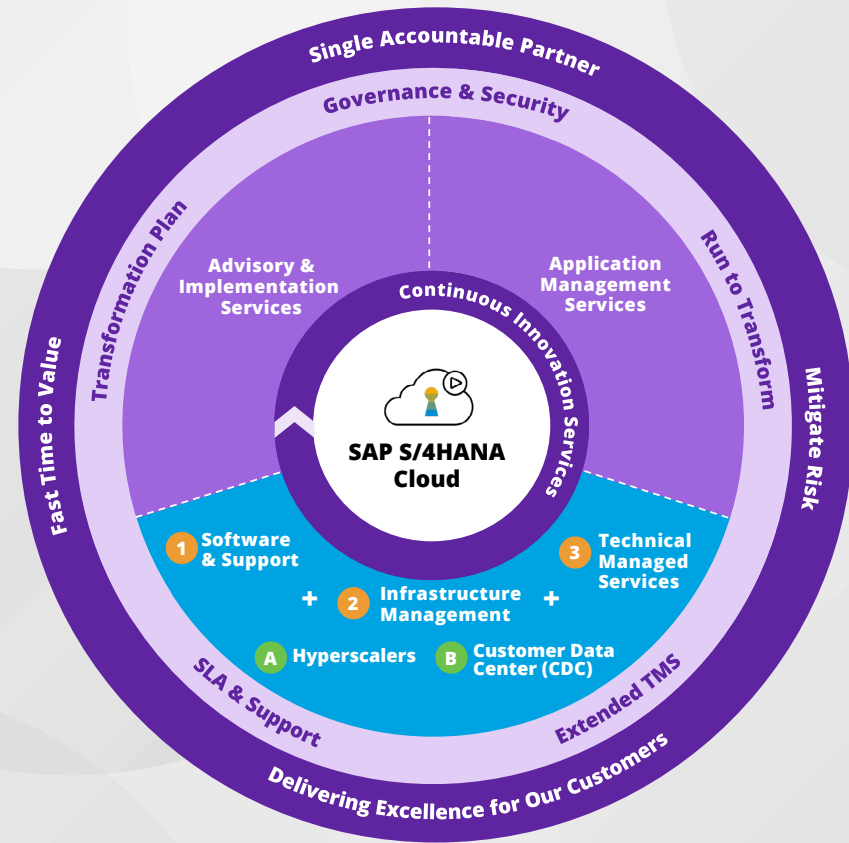 Single Accountable Partner
Governance & Security
Transformation Plan
Run to Transform
Fast Time to Value
Mitigate Risk
Advisory &
Implementation
Services
Application
Management
Services
Continuous Innovation Services
SAP S/4HANA
Cloud
1 Software
& Support
+
2 Infrastructure
Management
+
3 Technical
Managed
Services
A Hyperscalers
B Customer Data
Center (CDC)
SLA & Support
Extended TMS
Delivering Excellence for Our Customers